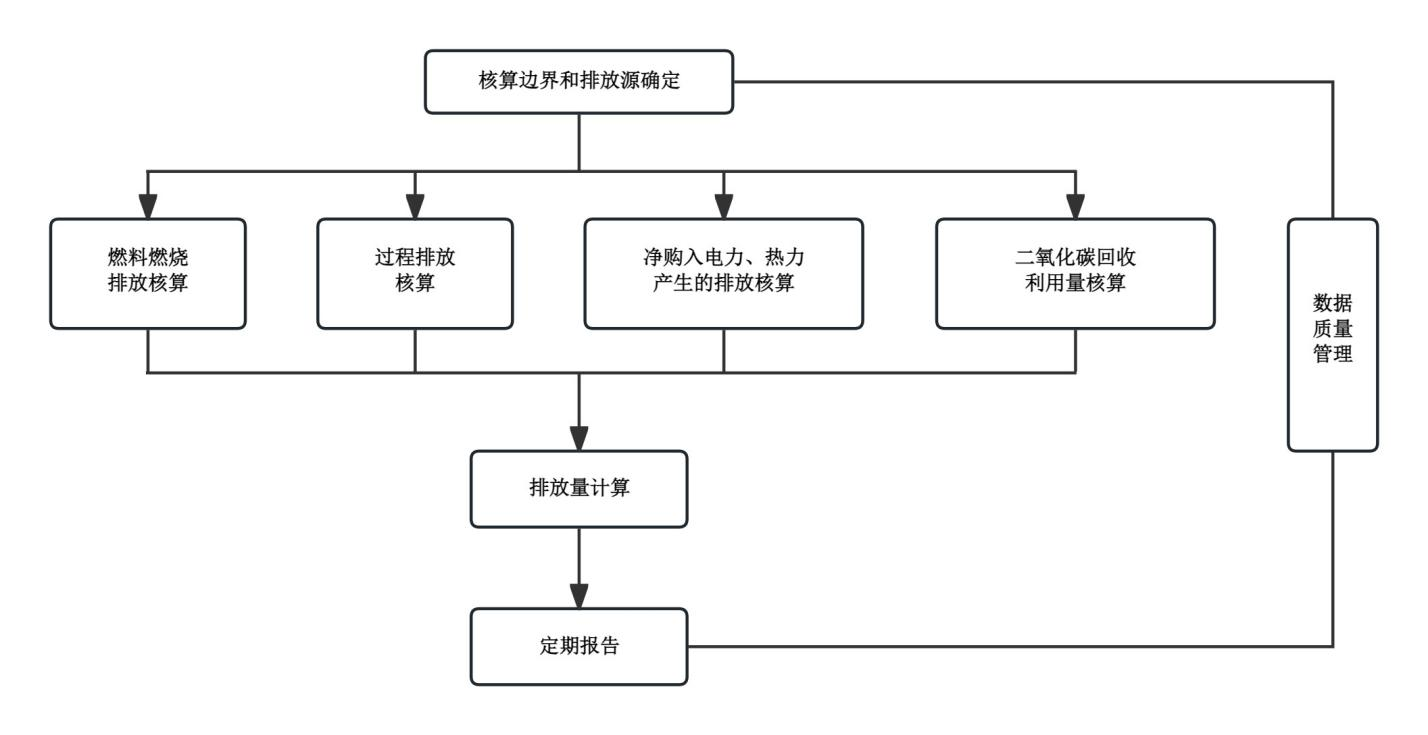 核算边界和排放源确定
燃料燃烧
排放核算
过程排放
核算
净购入电力、热力
产生的排放核算
二氧化碳回收
利用量核算
数据
质量
管理
排放量计算
定期报告